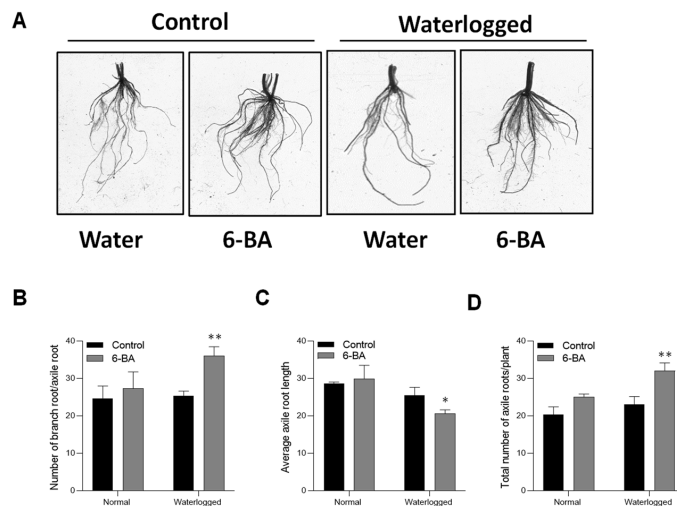 A
Control
Waterlogged
Water
6-BA
Water
6-BA
B
Number of branch root/axile root
40
30
20
10
0
Control
6-BA
**
Normal
Waterlogged
C
Average axile root length
40
30
20
10
0
Control
6-BA
*
Normal
Waterlogged
D
Total number of axile roots/plant
40
30
20
10
0
Control
6-BA
**
Normal
Waterlogged